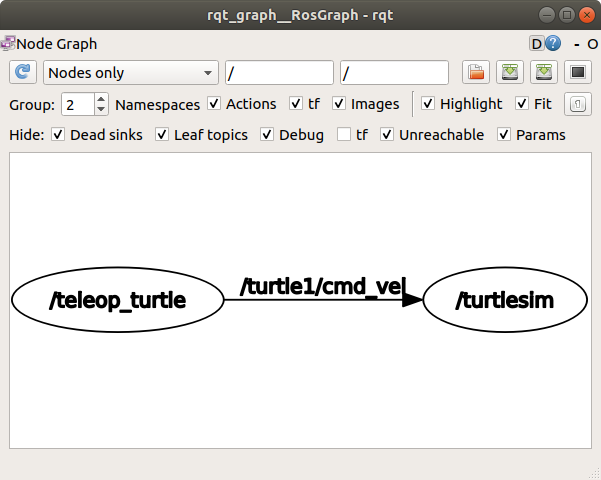 rqt_graph__RosGraph - rqt
Node Graph
D ? - O
Nodes only / /
Group: 2 Namespaces Actions tf Images Highlight Fit
Hide: Dead sinks Leaf topics Debug tf Unreachable Params
/teleop_turtle
/turtle1/cmd_vel
/turtlesim